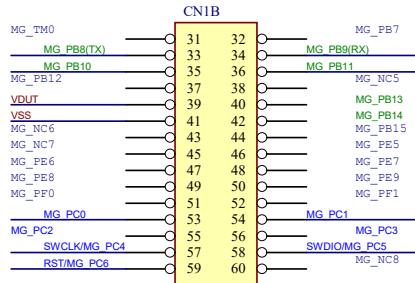 CN1B
MG_TM0 31 32 MG_PB7
MG_PB8(TX) 33 34 MG_PB9(RX)
MG_PB10 35 36 MG_PB11
MG_PB12 37 38 MG_NC5
VDUT 39 40 MG_PB13
VSS 41 42 MG_PB14
MG_NC6 43 44 MG_PB15
MG_NC7 45 46 MG_PE5
MG_PE6 47 48 MG_PE7
MG_PE8 49 50 MG_PE9
MG_PF0 51 52 MG_PF1
MG_PC0 53 54 MG_PC1
MG_PC2 55 56 MG_PC3
SWCLK/MG_PC4 57 58 SWDIO/MG_PC5
RST/MG_PC6 59 60 MG_NC8